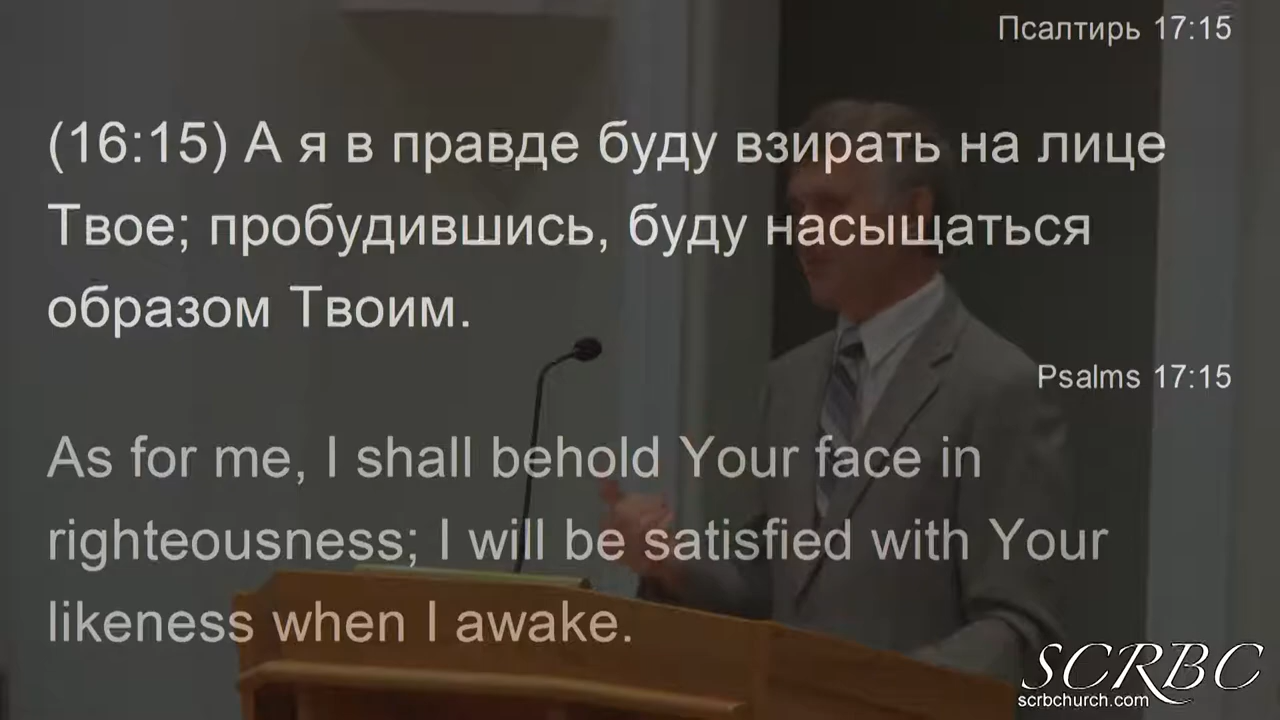 Псалтирь 17:15
(16:15) А я в правде буду взирать на лице
Твое; пробудившись, буду насыщаться
образом Твоим.
Psalms 17:15
As for me, I shall behold Your face in
righteousness; I will be satisfied with Your
likeness when I awake.
SCRBC
scrbchurch.com